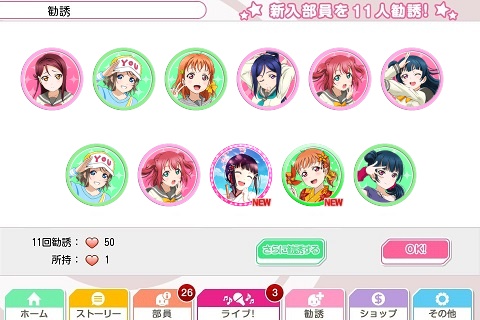 勧誘
新入部員を11人勧誘!
YOU
YOU
NEW
NEW
11回勧誘: 50
所持: 1
さらに勧誘する
OK!
26
3
ホーム
ストーリー
部員
ライブ!
勧誘
ショップ
その他